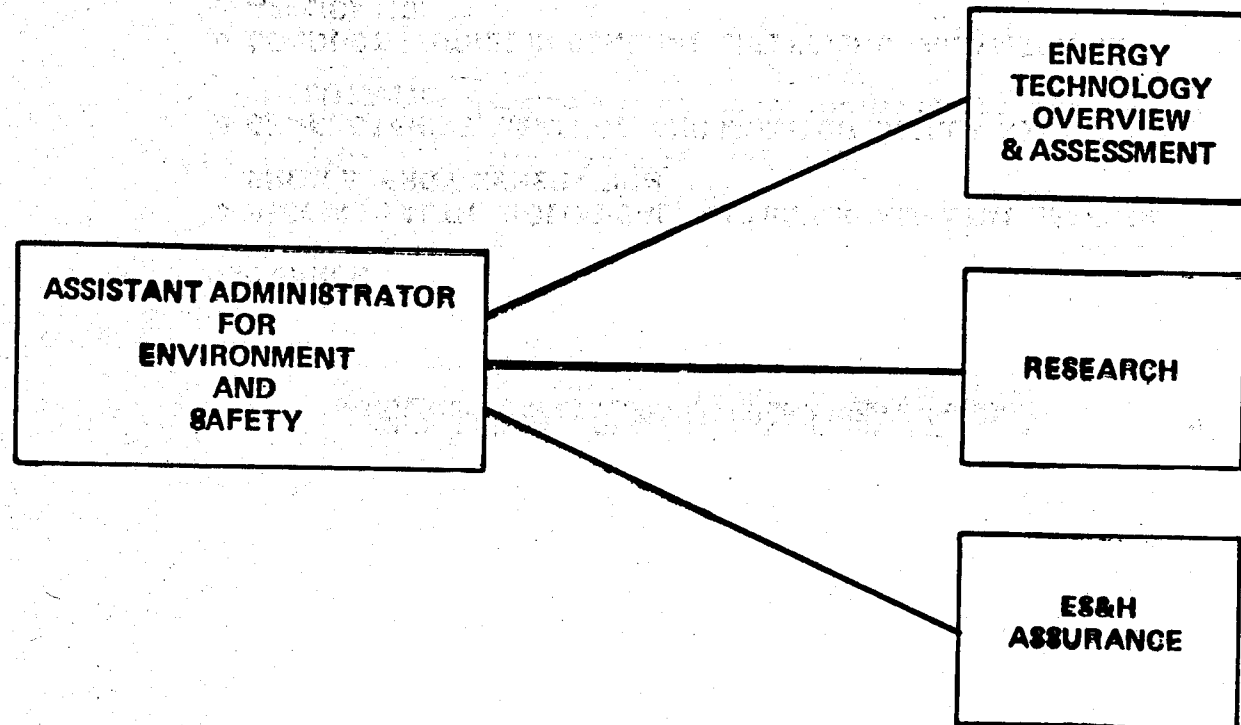 ENERGY
TECHNOLOGY
OVERVIEW
& ASSESSMENT
ASSISTANT ADMINISTRATOR
FOR
ENVIRONMENT
AND
SAFETY
RESEARCH
ES&H
ASSURANCE